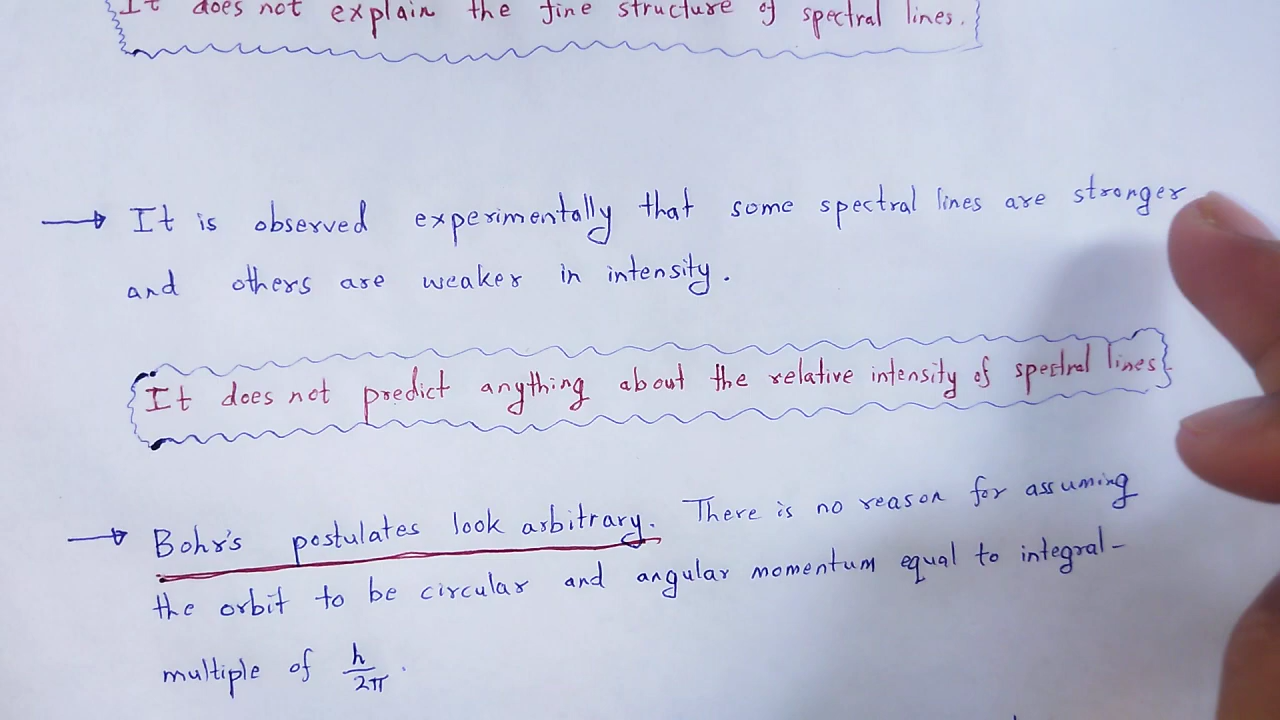 It does not explain the fine structure of spectral lines.
→ It is observed experimentally that some spectral lines are stronger
and others are weaker in intensity.
It does not predict anything about the relative intensity of spectral lines
→ Bohr's postulates look arbitrary. There is no reason for assuming
the orbit to be circular and angular momentum equal to integral-
multiple of h/2π.